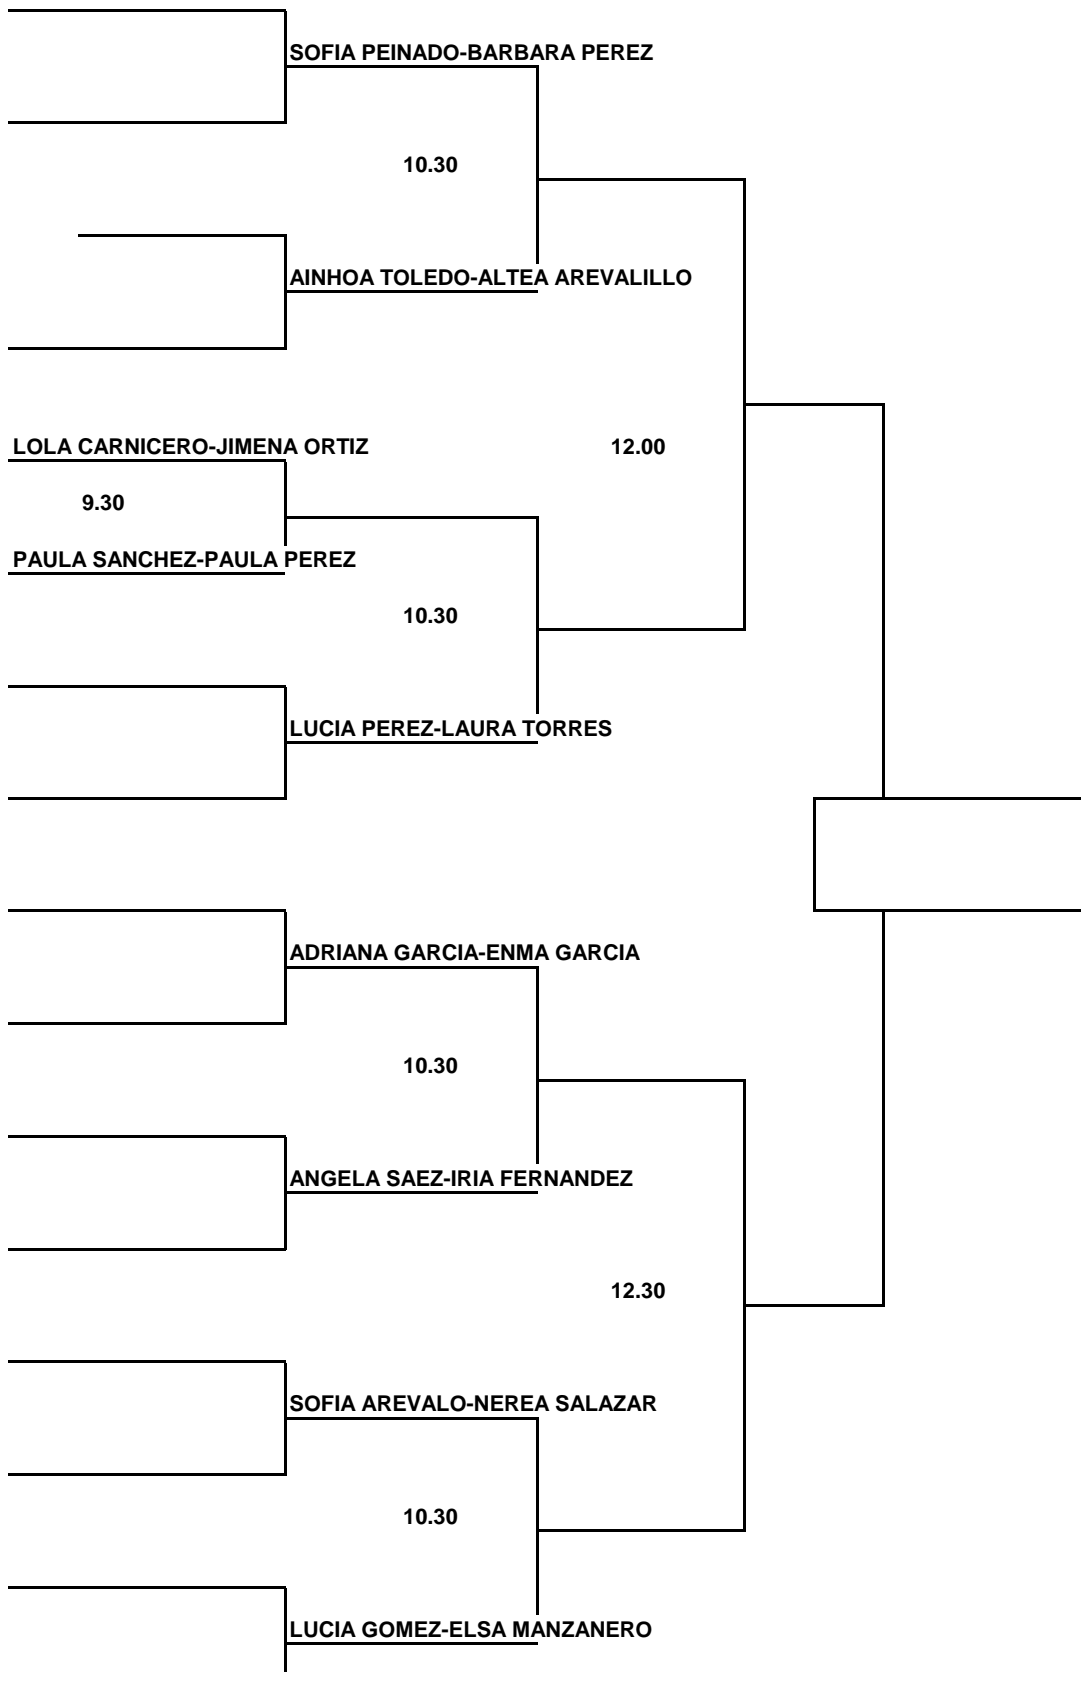 SOFIA PEINADO-BARBARA PEREZ
10.30
AINHOA TOLEDO-ALTEA AREVALILLO
LOLA CARNICERO-JIMENA ORTIZ
12.00
9.30
PAULA SANCHEZ-PAULA PEREZ
10.30
LUCIA PEREZ-LAURA TORRES
ADRIANA GARCIA-ENMA GARCIA
10.30
ANGELA SAEZ-IRIA FERNANDEZ
12.30
SOFIA AREVALO-NEREA SALAZAR
10.30
LUCIA GOMEZ-ELSA MANZANERO